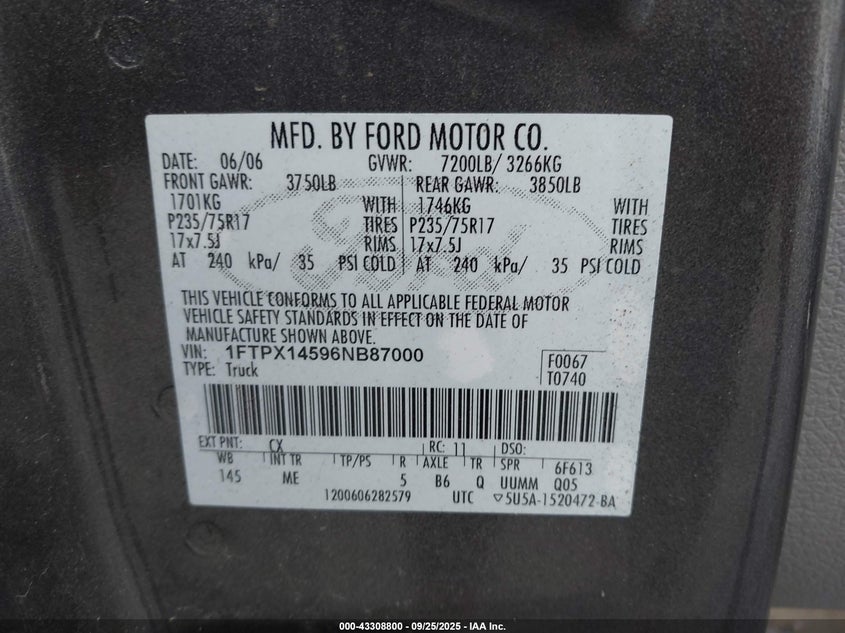 MFD. BY FORD MOTOR CO.
DATE: 06/06 GVWR: 7200LB/ 3266KG
FRONT GAWR: 3750LB REAR GAWR: 3850LB
1701KG WITH 1746KG WITH
P235/75R17 TIRES P235/75R17 TIRES
17x7.5J RIMS 17x7.5J RIMS
AT 240 kPa/ 35 PSI COLD AT 240 kPa/ 35 PSI COLD
Ford
THIS VEHICLE CONFORMS TO ALL APPLICABLE FEDERAL MOTOR
VEHICLE SAFETY STANDARDS IN EFFECT ON THE DATE OF
MANUFACTURE SHOWN ABOVE.
VIN: 1FTPX14596NB87000 F0067
TYPE: Truck T0740
EXT PNT: CX RC: 11 DSO:
WB INT TR TP/PS R AXLE TR SPR 6F613
145 ME 5 B6 Q UUMM Q05
1200606282579 UTC ▽5U5A-1520472-BA
000-43308800 - 09/25/2025 - IAA Inc.